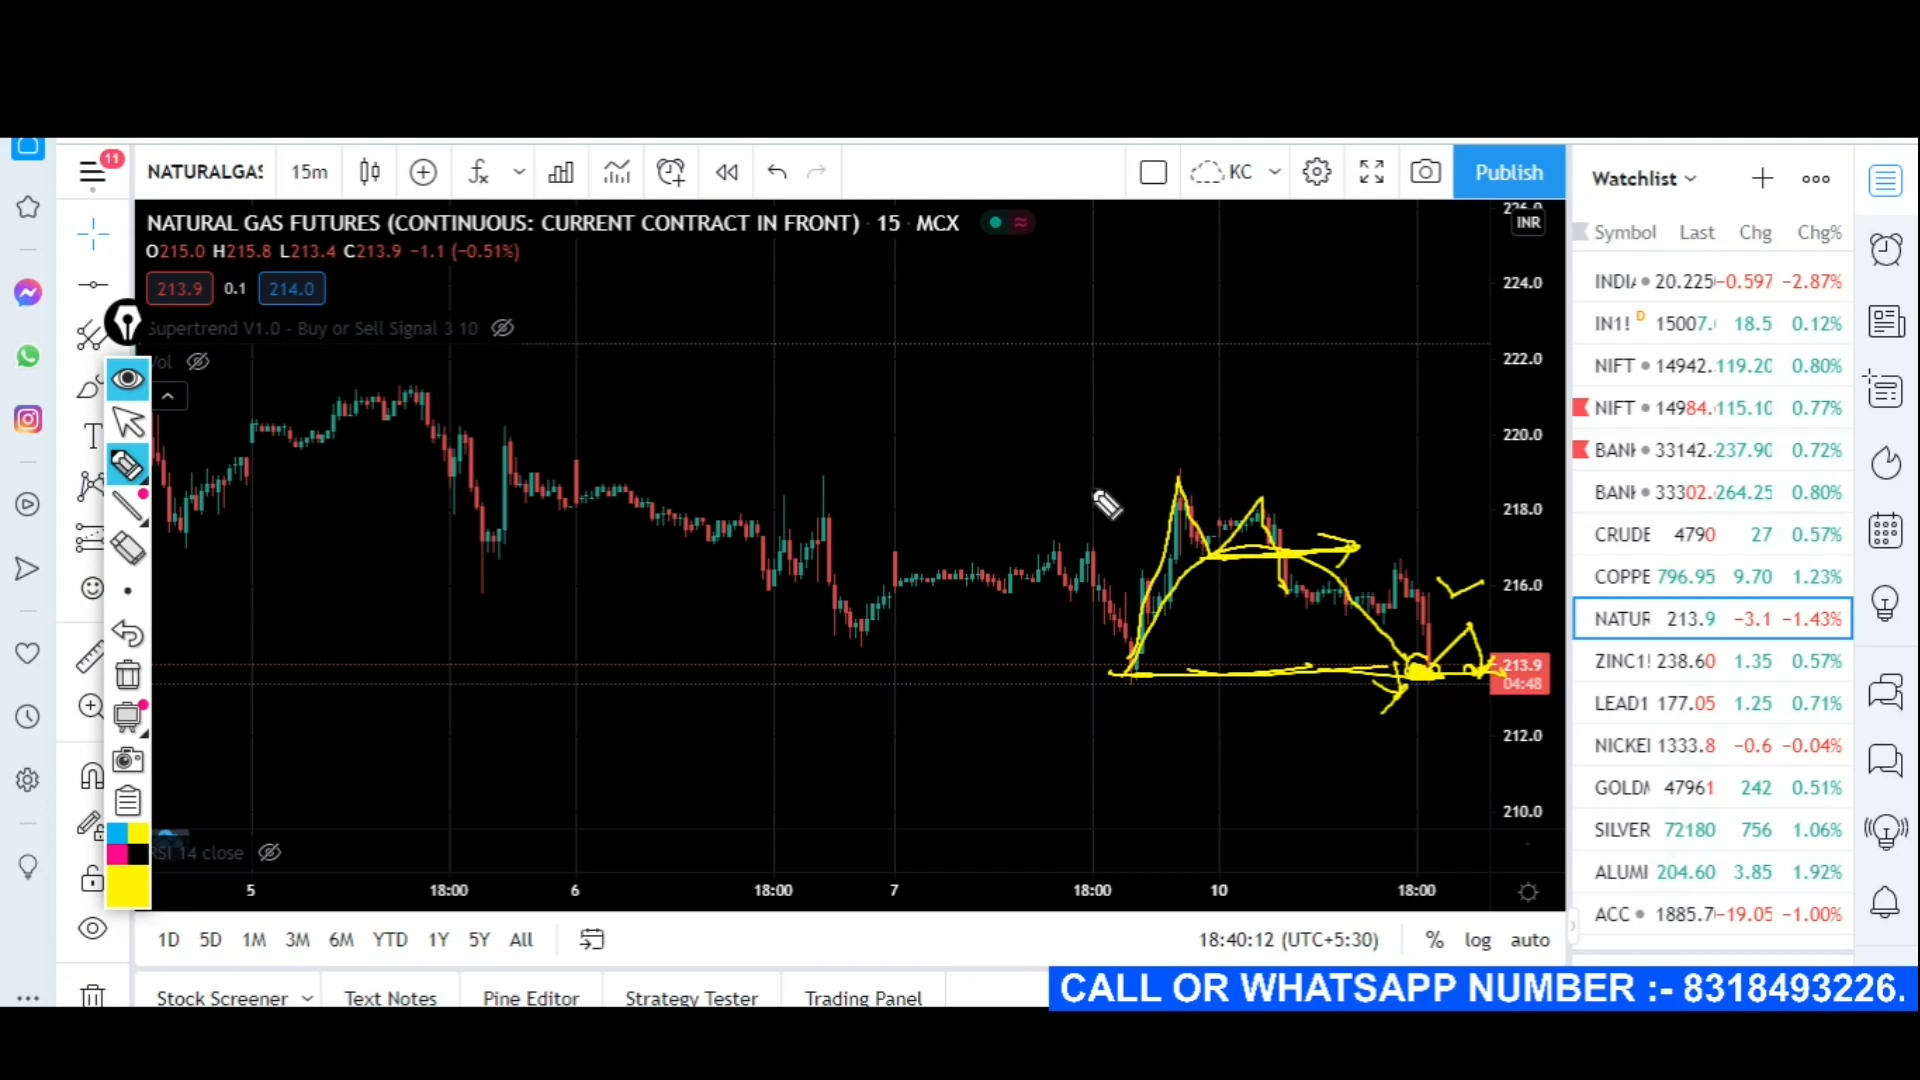 11
NATURALGAS
15m
KC
Publish
Watchlist
NATURAL GAS FUTURES (CONTINUOUS: CURRENT CONTRACT IN FRONT) · 15 · MCX
O215.0 H215.8 L213.4 C213.9 −1.1 (−0.51%)
213.9 0.1 214.0
Supertrend V1.0 - Buy or Sell Signal 3 10
Vol
INR
224.0
222.0
220.0
218.0
216.0
213.9
04:48
212.0
210.0
RSI 14 close
5 18:00 6 18:00 7 18:00 10 18:00
1D 5D 1M 3M 6M YTD 1Y 5Y All
18:40:12 (UTC+5:30) % log auto
Stock Screener Text Notes Pine Editor Strategy Tester Trading Panel
Symbol Last Chg Chg%
INDIA 20.225 −0.597 −2.87%
IN1! D 15007. 18.5 0.12%
NIFT 14942. 119.20 0.80%
NIFT 14984. 115.10 0.77%
BANK 33142. 237.90 0.72%
BANK 33302. 264.25 0.80%
CRUDE 4790 27 0.57%
COPPE 796.95 9.70 1.23%
NATUR 213.9 −3.1 −1.43%
ZINC1! 238.60 1.35 0.57%
LEAD1 177.05 1.25 0.71%
NICKEL 1333.8 −0.6 −0.04%
GOLDM 47961 242 0.51%
SILVER 72180 756 1.06%
ALUMI 204.60 3.85 1.92%
ACC 1885.7 −19.05 −1.00%
CALL OR WHATSAPP NUMBER :- 8318493226.